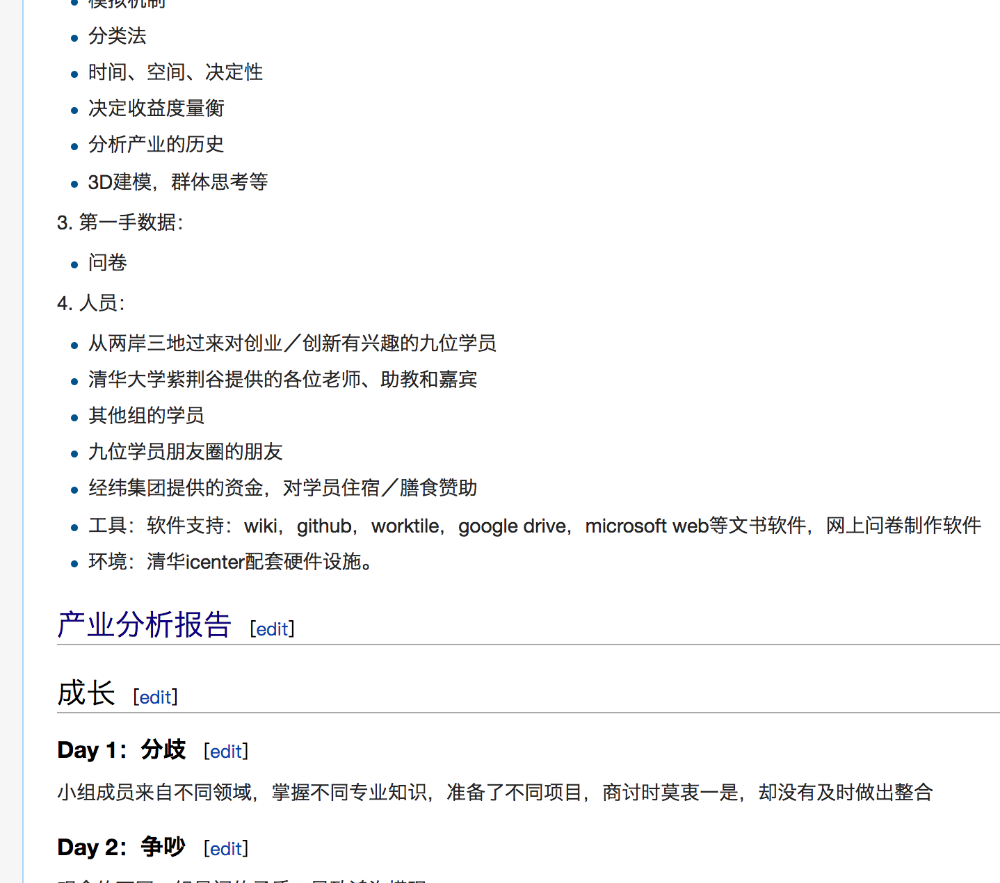 模拟机制
分类法
时间、空间、决定性
决定收益度量衡
分析产业的历史
3D建模，群体思考等
3. 第一手数据：
问卷
4. 人员：
从两岸三地过来对创业／创新有兴趣的九位学员
清华大学紫荆谷提供的各位老师、助教和嘉宾
其他组的学员
九位学员朋友圈的朋友
经纬集团提供的资金，对学员住宿／膳食赞助
工具：软件支持：wiki，github，worktile，google drive，microsoft web等文书软件，网上问卷制作软件
环境：清华icenter配套硬件设施。
产业分析报告 [edit]
成长 [edit]
Day 1：分歧 [edit]
小组成员来自不同领域，掌握不同专业知识，准备了不同项目，商讨时莫衷一是，却没有及时做出整合
Day 2：争吵 [edit]